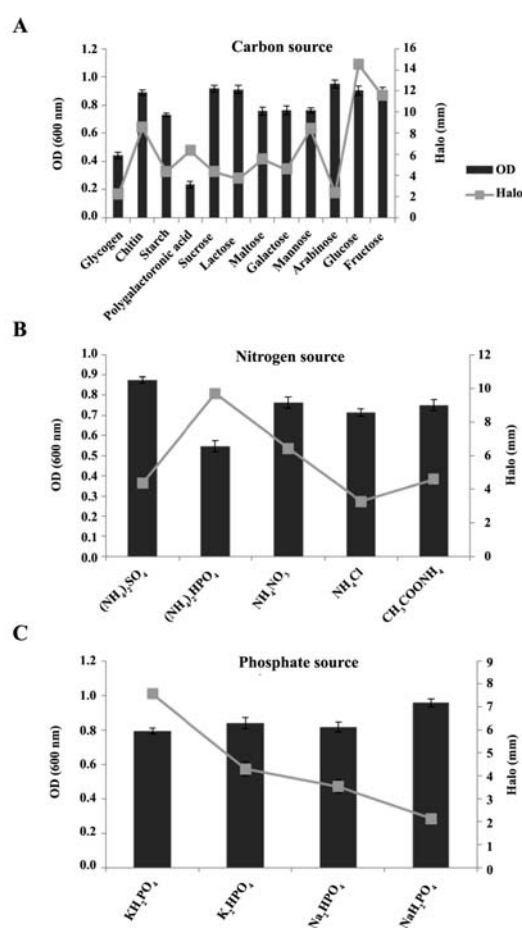 A
Carbon source
1.2
1.0
0.8
0.6
0.4
0.2
0.0
OD (600 nm)
16
14
12
10
8
6
4
2
0
Halo (mm)
Glycogen
Chitin
Starch
Polygalactoronic acid
Sucrose
Lactose
Maltose
Galactose
Mannose
Arabinose
Glucose
Fructose
OD
Halo
B
Nitrogen source
1.0
0.9
0.8
0.7
0.6
0.5
0.4
0.3
0.2
0.1
0.0
OD (600 nm)
12
10
8
6
4
2
0
Halo (mm)
(NH₄)₂SO₄
(NH₄)₂HPO₄
NH₄NO₃
NH₄Cl
CH₃COONH₄
C
Phosphate source
1.2
1.0
0.8
0.6
0.4
0.2
0.0
OD (600 nm)
9
8
7
6
5
4
3
2
1
0
Halo (mm)
KH₂PO₄
K₂HPO₄
Na₂HPO₄
NaH₂PO₄